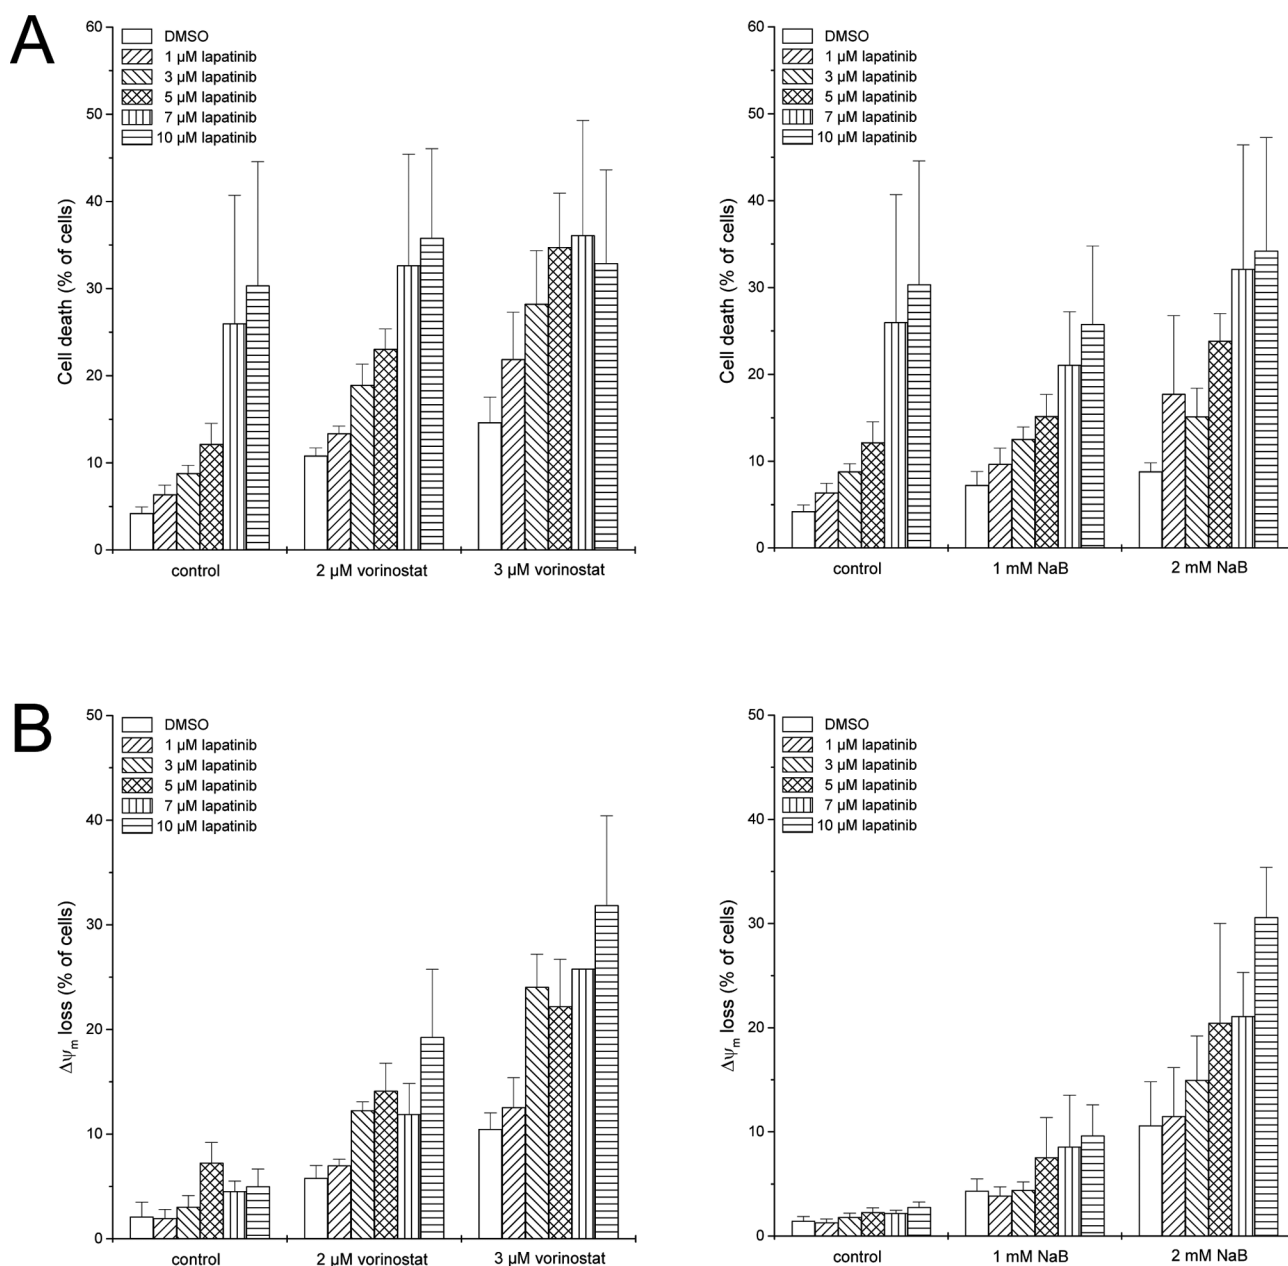 A
Cell death (% of cells)
60
50
40
30
20
10
0
DMSO
1 µM lapatinib
3 µM lapatinib
5 µM lapatinib
7 µM lapatinib
10 µM lapatinib
control
2 µM vorinostat
3 µM vorinostat
Cell death (% of cells)
60
50
40
30
20
10
0
DMSO
1 µM lapatinib
3 µM lapatinib
5 µM lapatinib
7 µM lapatinib
10 µM lapatinib
control
1 mM NaB
2 mM NaB
B
Δψm loss (% of cells)
50
40
30
20
10
0
DMSO
1 µM lapatinib
3 µM lapatinib
5 µM lapatinib
7 µM lapatinib
10 µM lapatinib
control
2 µM vorinostat
3 µM vorinostat
Δψm loss (% of cells)
50
40
30
20
10
0
DMSO
1 µM lapatinib
3 µM lapatinib
5 µM lapatinib
7 µM lapatinib
10 µM lapatinib
control
1 mM NaB
2 mM NaB